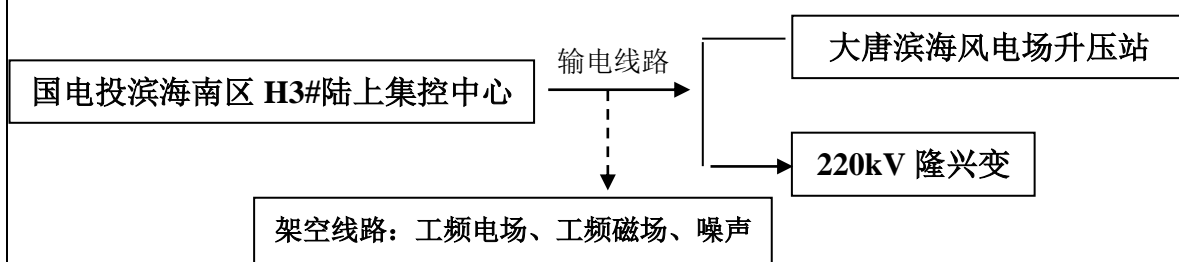 大唐滨海风电场升压站
输电线路
国电投滨海南区 H3#陆上集控中心
220kV 隆兴变
架空线路：工频电场、工频磁场、噪声